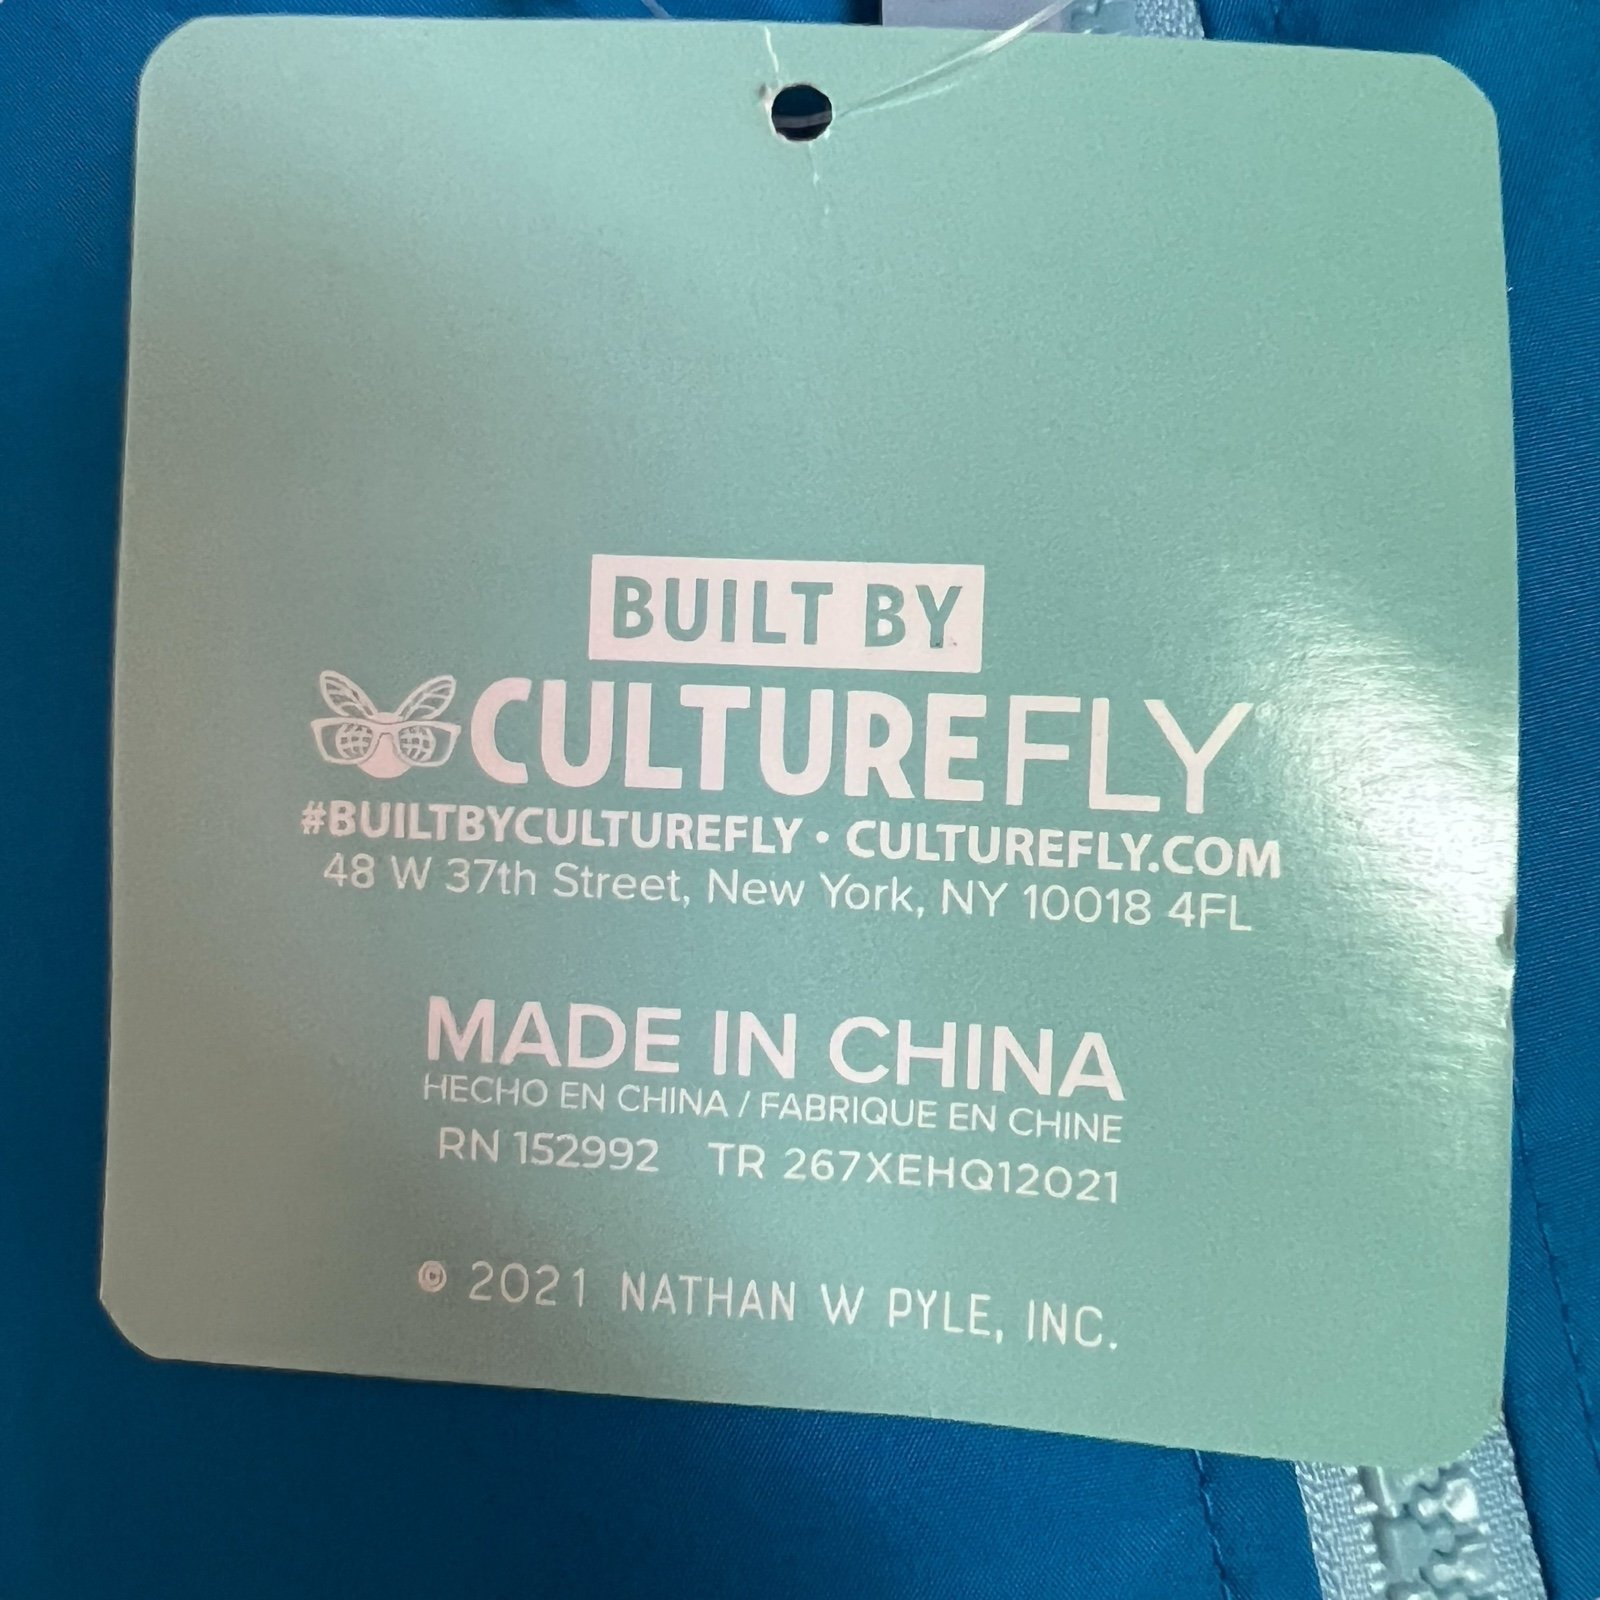 BUILT BY
CULTUREFLY®
#BUILTBYCULTUREFLY • CULTUREFLY.COM
48 W 37th Street, New York, NY 10018 4FL
MADE IN CHINA
HECHO EN CHINA / FABRIQUE EN CHINE
RN 152992 TR 267XEHQ12021
© 2021 NATHAN W PYLE, INC.